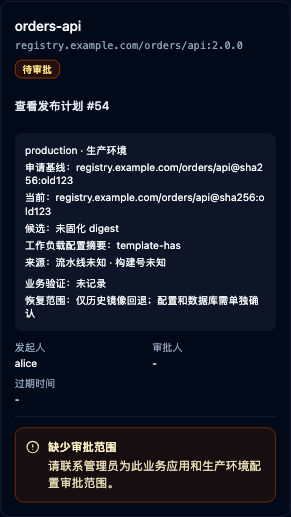 orders-api
registry.example.com/orders/api:2.0.0
待审批
查看发布计划 #54
production · 生产环境
申请基线：registry.example.com/orders/api@sha2
56:old123
当前：registry.example.com/orders/api@sha256:o
ld123
候选：未固化 digest
工作负载配置摘要：template-has
来源：流水线未知 · 构建号未知
业务验证：未记录
恢复范围：仅历史镜像回退；配置和数据库需单独确
认
发起人
审批人
alice
-
过期时间
-
缺少审批范围
请联系管理员为此业务应用和生产环境配
置审批范围。